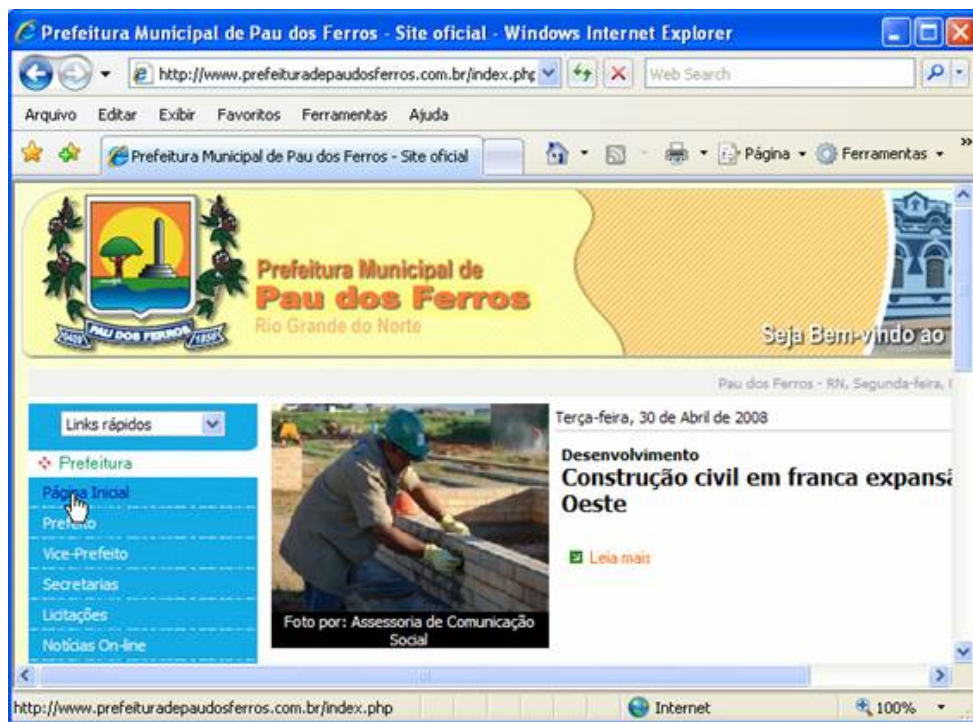 Prefeitura Municipal de Pau dos Ferros - Site oficial - Windows Internet Explorer
http://www.prefeituradepaudosferros.com.br/index.php
Web Search
Arquivo Editar Exibir Favoritos Ferramentas Ajuda
Prefeitura Municipal de Pau dos Ferros - Site oficial
Página
Ferramentas
»
Prefeitura Municipal de
Pau dos Ferros
Rio Grande do Norte
PAU DOS FERROS
Seja Bem-vindo ao
Pau dos Ferros - RN, Segunda-feira,
Links rápidos
Prefeitura
Página Inicial
Prefeito
Vice-Prefeito
Secretarias
Licitações
Notícias On-line
Foto por: Assessoria de Comunicação
Social
Terça-feira, 30 de Abril de 2008
Desenvolvimento
Construção civil em franca expansã
Oeste
Leia mais
http://www.prefeituradepaudosferros.com.br/index.php
Internet
100%